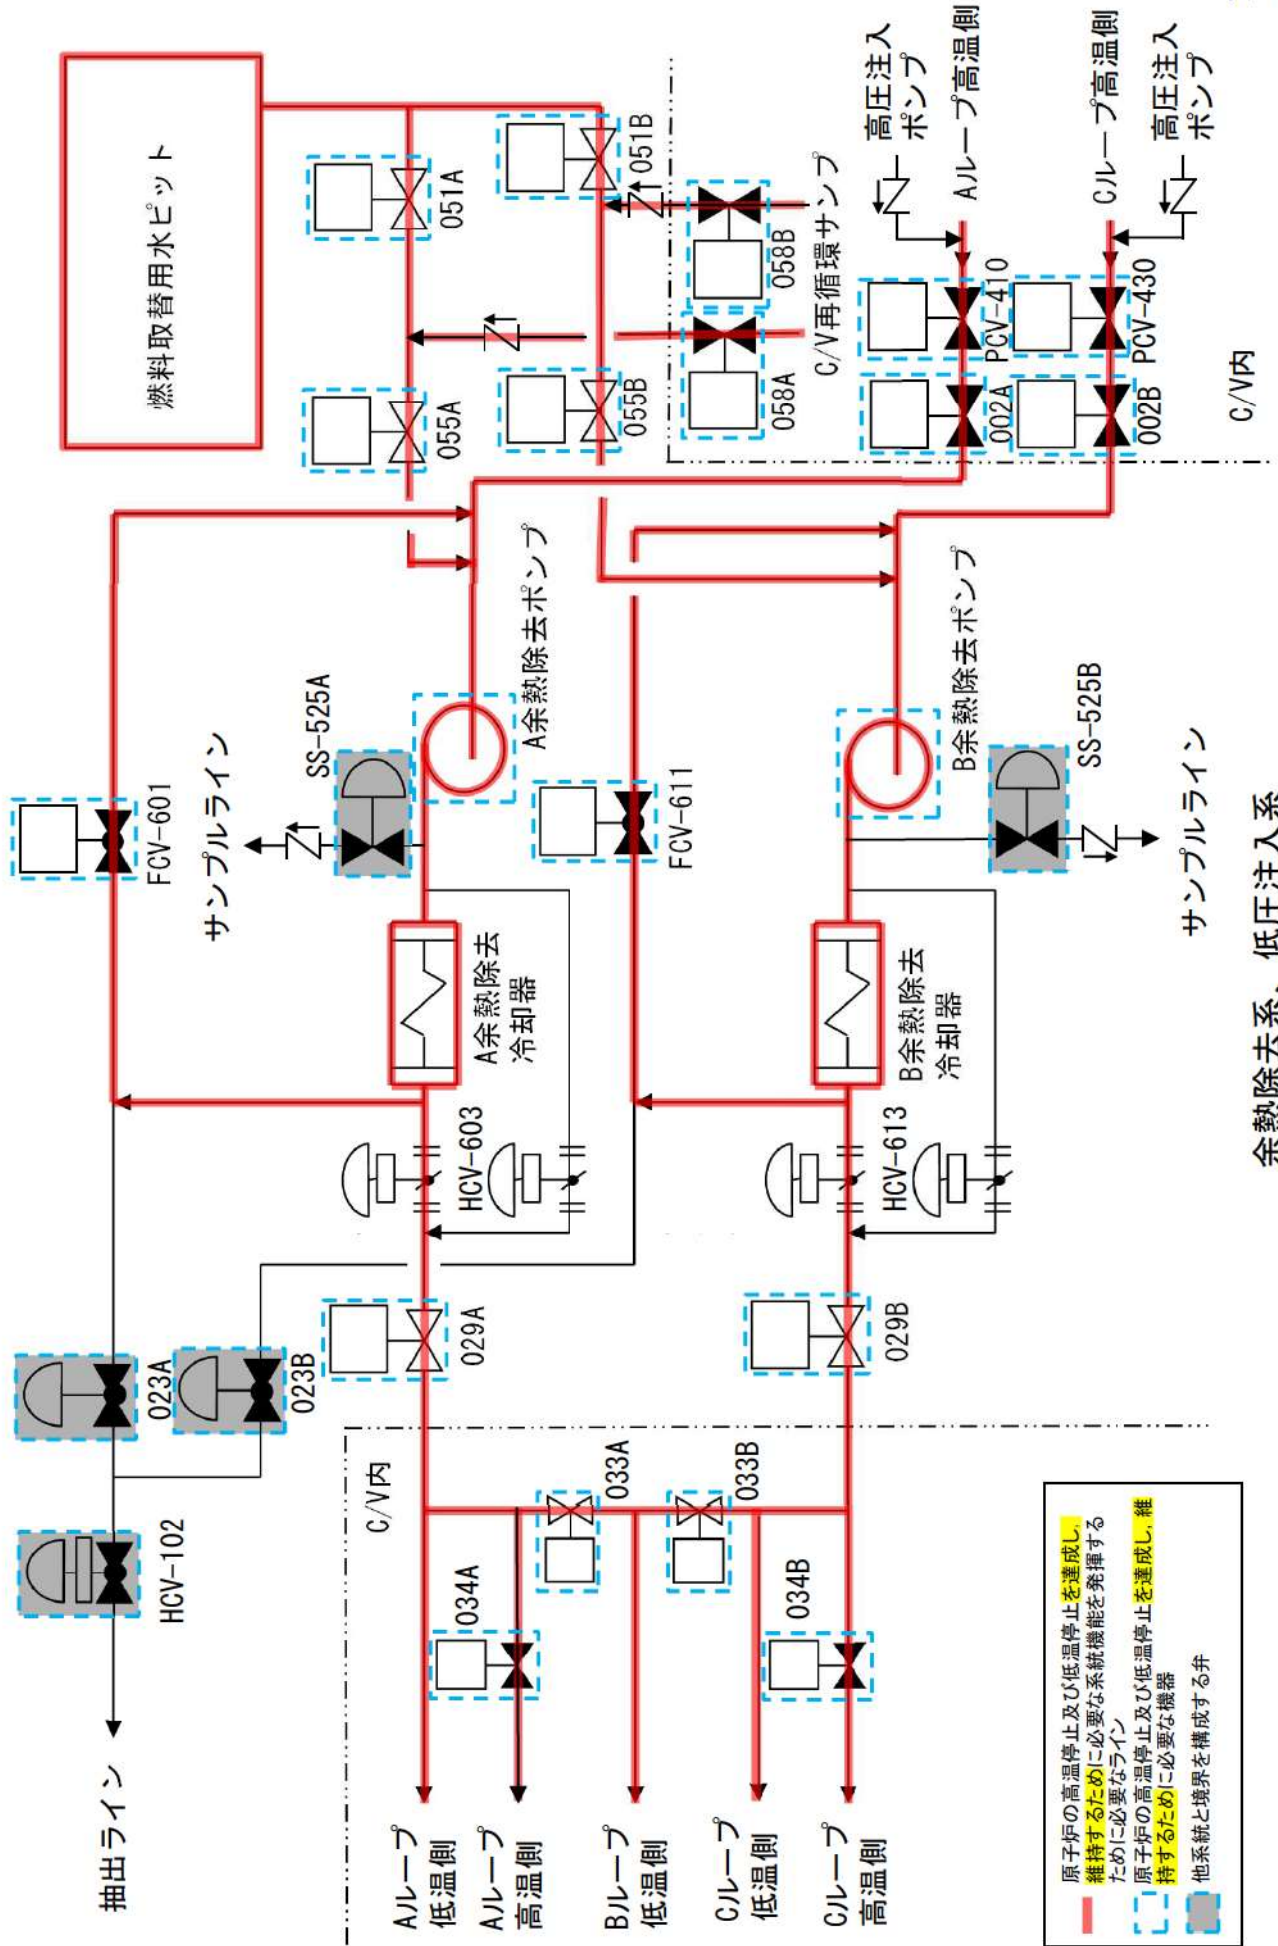 燃料取替用水ピット
051A
051B
055A
055B
058B
058A
C/V再循環サンプ
高圧注入
ポンプ
Aループ高温側
Cループ高温側
高圧注入
ポンプ
PCV-410
PCV-430
002A
002B
C/V内
FCV-601
サンプルライン
SS-525A
A余熱除去ポンプ
FCV-611
B余熱除去ポンプ
SS-525B
サンプルライン
A余熱除去
冷却器
B余熱除去
冷却器
HCV-603
HCV-613
023A
023B
029A
029B
HCV-102
C/V内
033A
033B
034A
034B
抽出ライン
Aループ
低温側
Aループ
高温側
Bループ
低温側
Cループ
低温側
Cループ
高温側
原子炉の高温停止及び低温停止を達成し、
維持するために必要な系統機能を発揮する
ために必要なライン
原子炉の高温停止及び低温停止を達成し、維
持するために必要な機器
他系統と境界を構成する弁
余熱除去系、低圧注入系